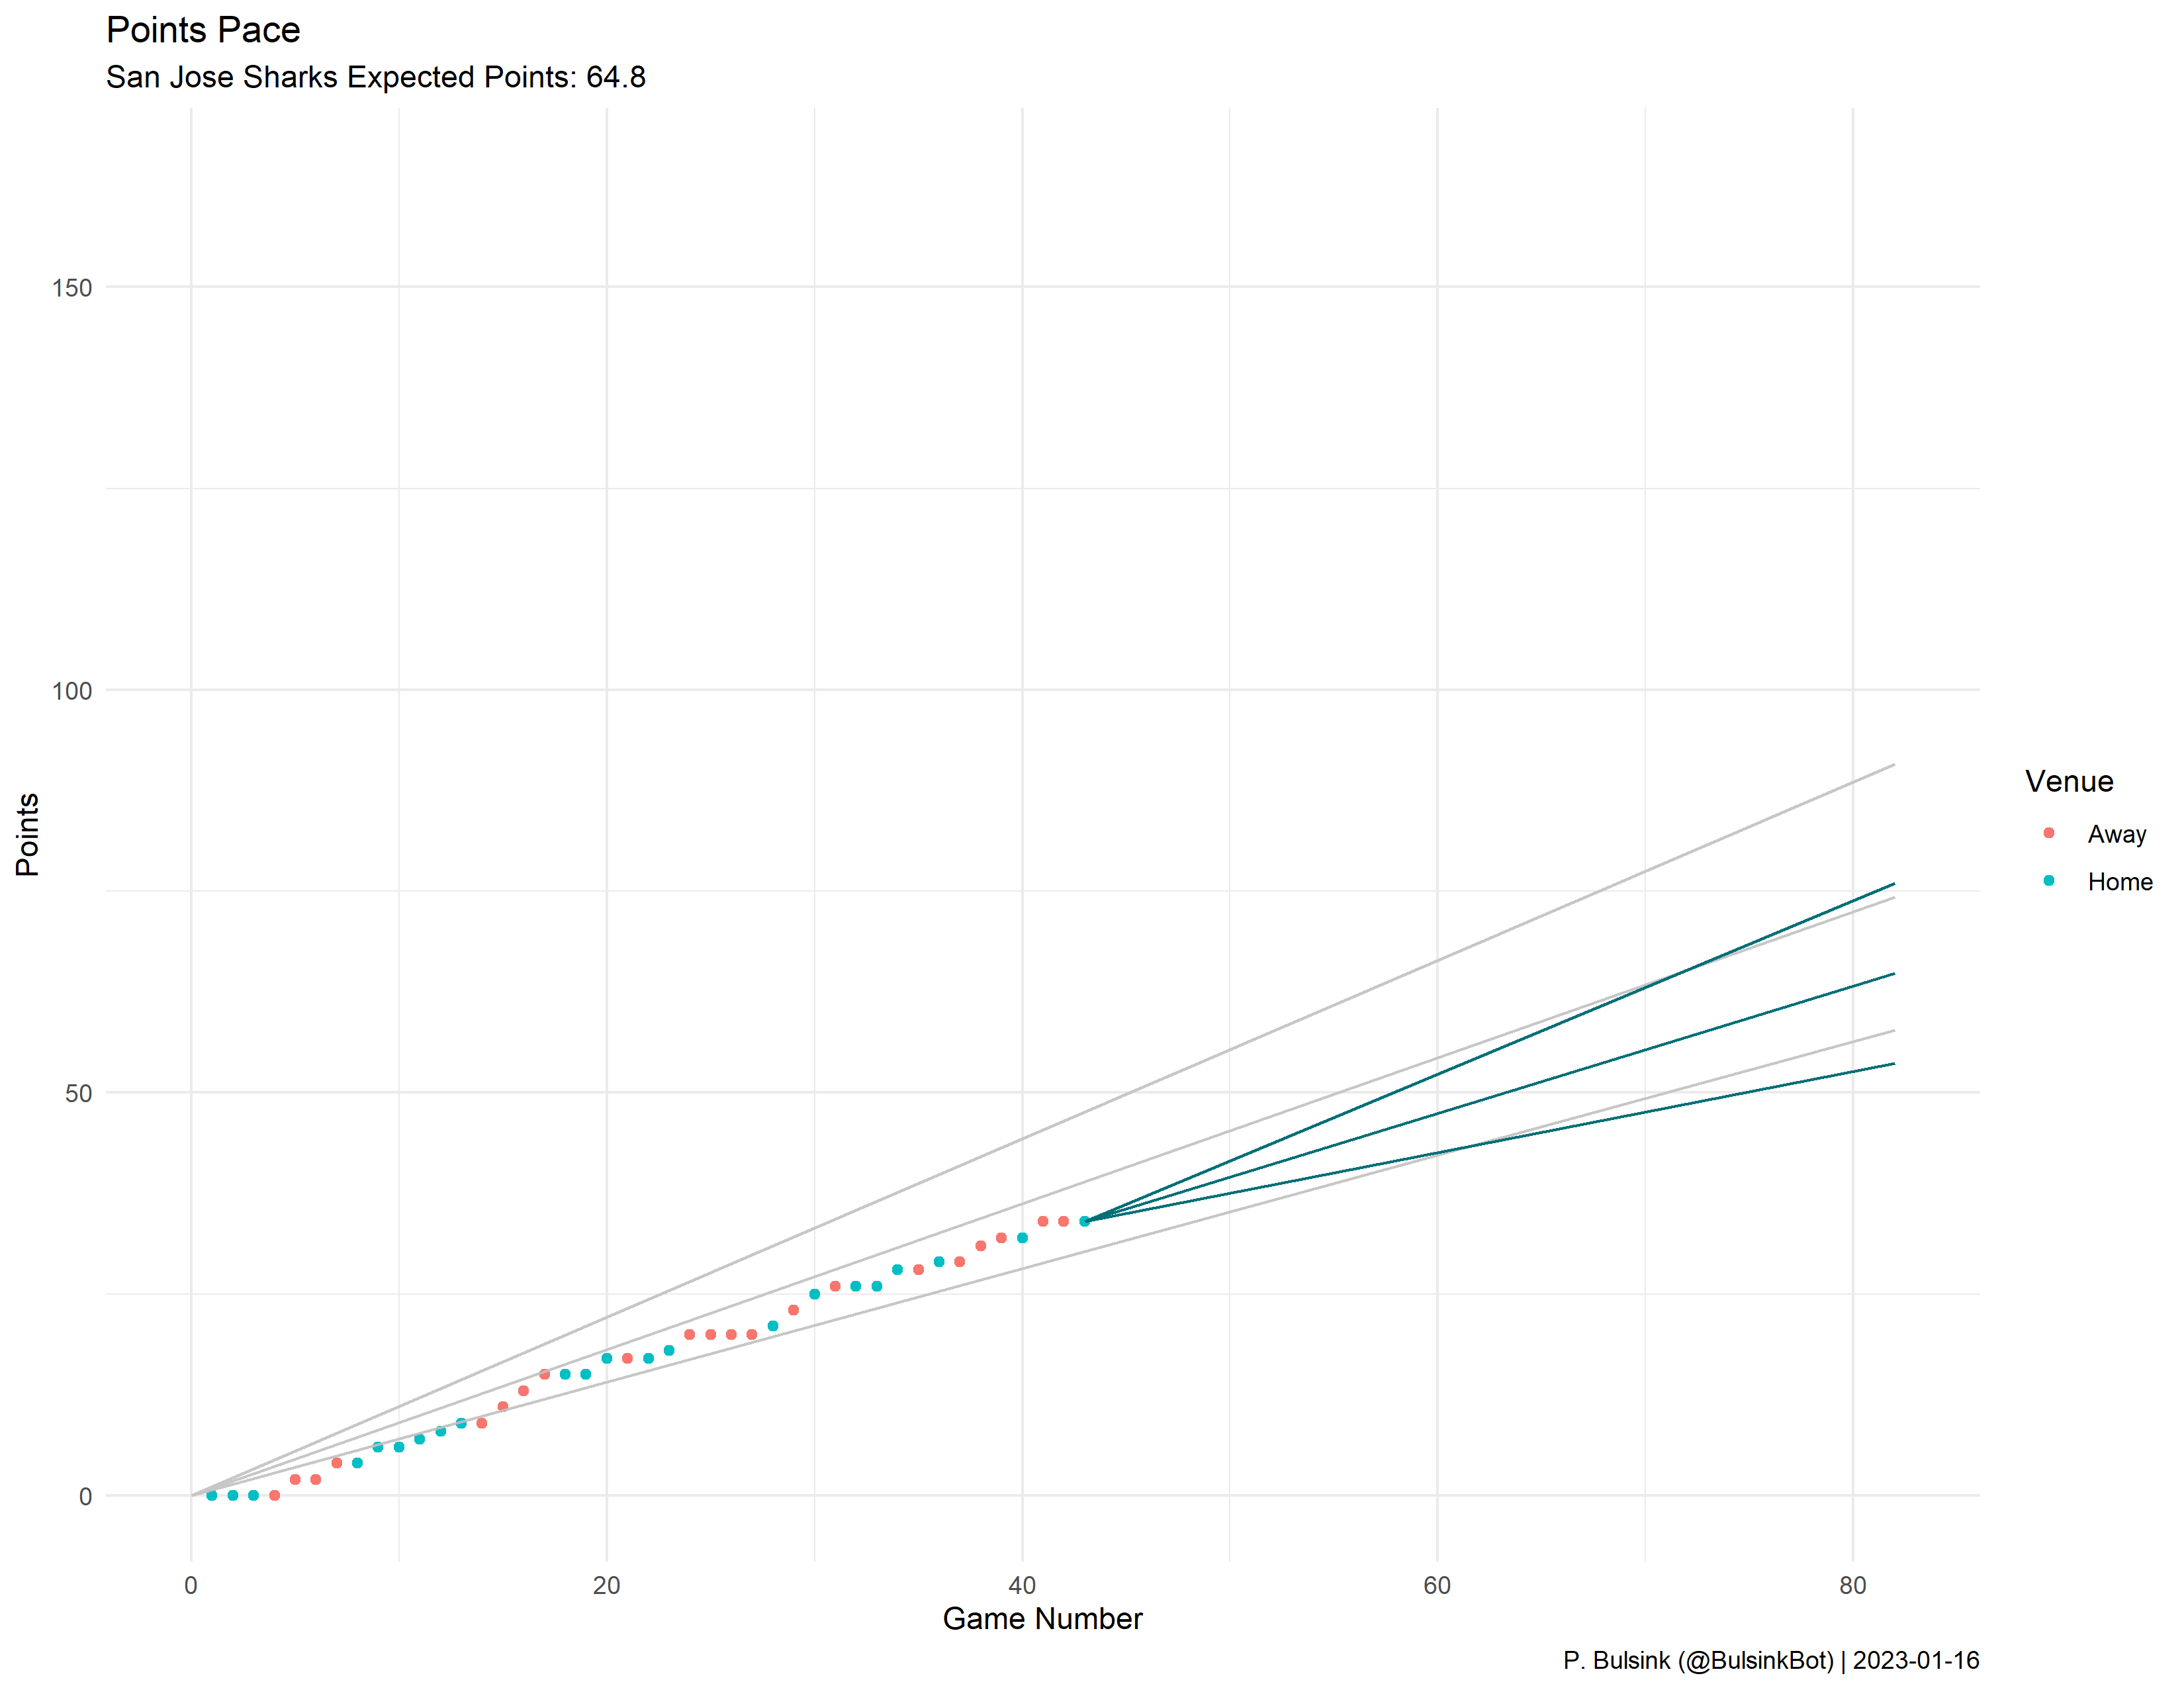 Points Pace
San Jose Sharks Expected Points: 64.8
150
100
50
0
Points
0 20 40 60 80
Game Number
Venue
Away
Home
P. Bulsink (@BulsinkBot) | 2023-01-16